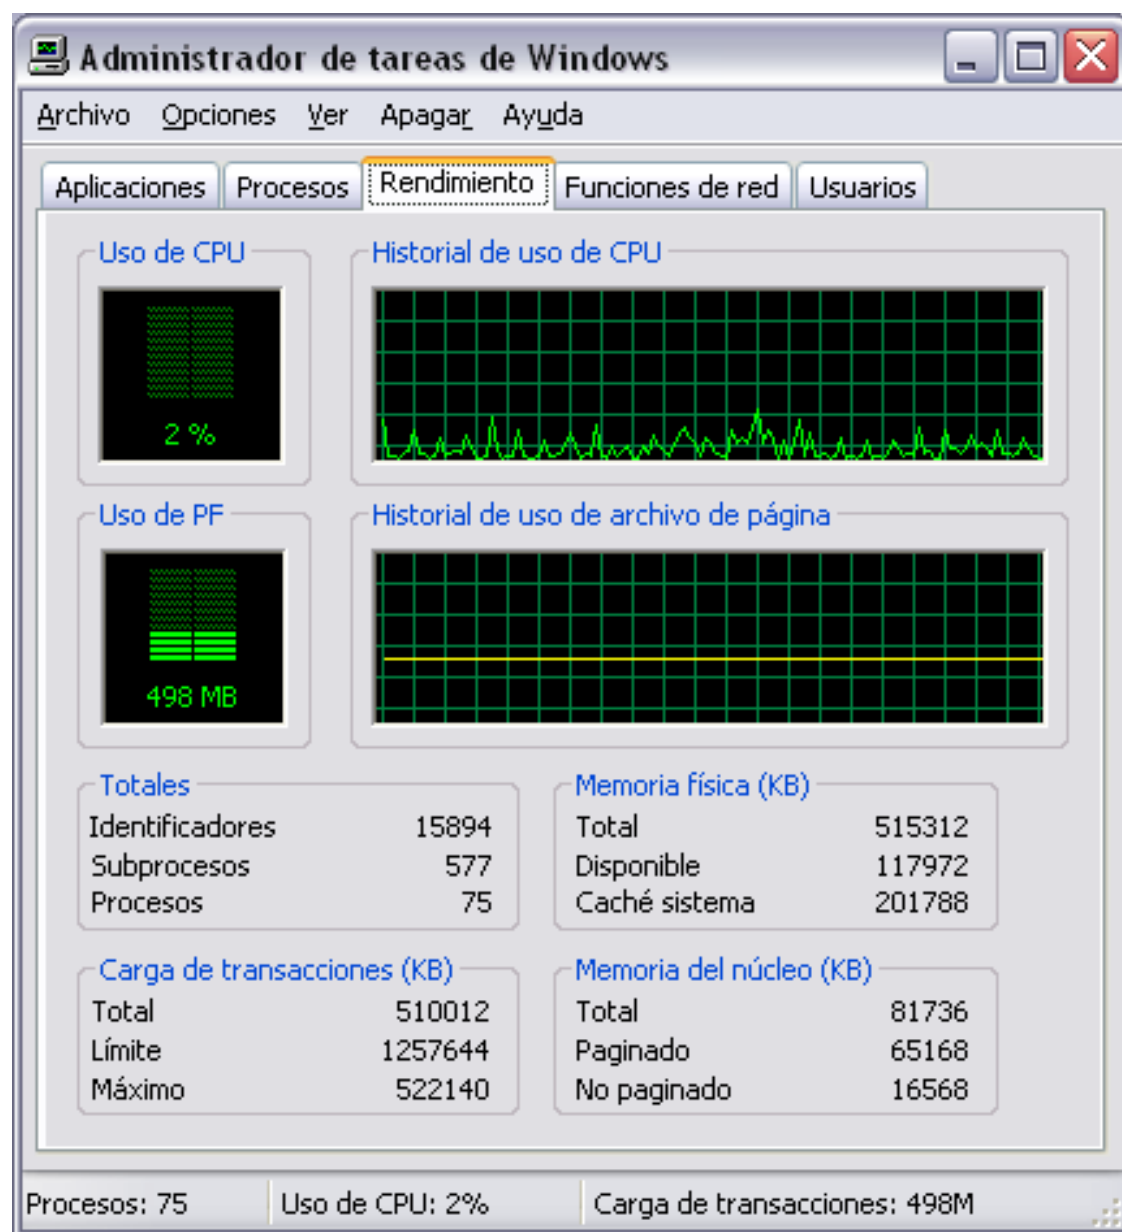 Administrador de tareas de Windows
Archivo Opciones Ver Apagar Ayuda
Aplicaciones Procesos Rendimiento Funciones de red Usuarios
Uso de CPU Historial de uso de CPU
2 %
Uso de PF Historial de uso de archivo de página
498 MB
Totales Memoria física (KB)
Identificadores 15894 Total 515312
Subprocesos 577 Disponible 117972
Procesos 75 Caché sistema 201788
Carga de transacciones (KB) Memoria del núcleo (KB)
Total 510012 Total 81736
Límite 1257644 Paginado 65168
Máximo 522140 No paginado 16568
Procesos: 75 Uso de CPU: 2% Carga de transacciones: 498M